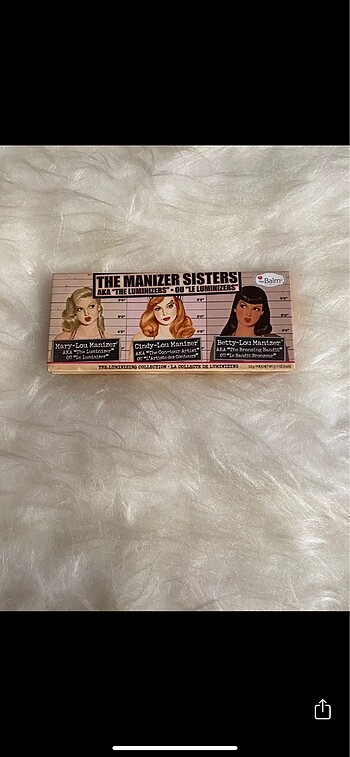 THE MANIZER SISTERS
AKA "THE LUMINIZERS" • OU "LE LUMINIZERS"
theBalm
Mary-Lou Manizer
AKA "The Luminizer"
OU "Le Luminizer"
Cindy-Lou Manizer
AKA "The Con-tour Artist"
OU "L'Artiste des Contours"
Betty-Lou Manizer
AKA "The Bronzing Bandit"
OU "Le Bandit Bronzeur"
THE LUMINIZING COLLECTION • LA COLLECTE DE LUMINIZING